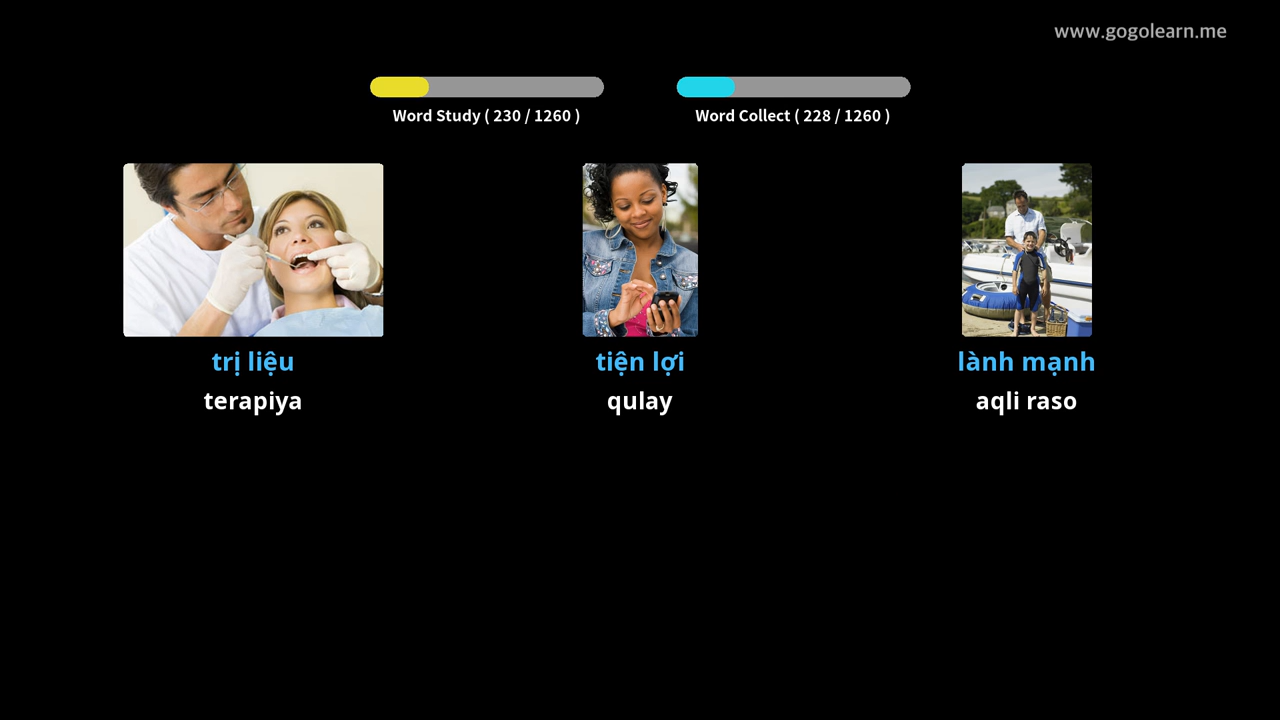 www.gogolearn.me
Word Study ( 230 / 1260 )
Word Collect ( 228 / 1260 )
trị liệu
tiện lợi
lành mạnh
terapiya
qulay
aqli raso